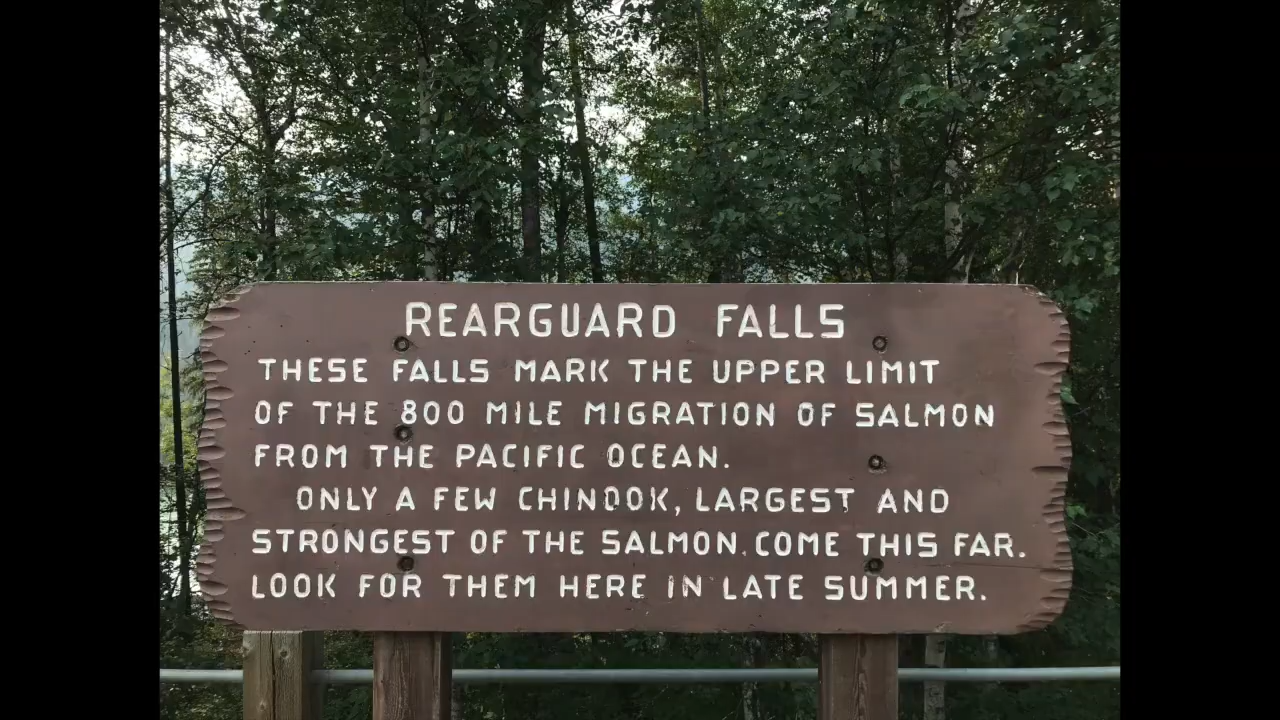 REARGUARD FALLS
THESE FALLS MARK THE UPPER LIMIT
OF THE 800 MILE MIGRATION OF SALMON
FROM THE PACIFIC OCEAN.
ONLY A FEW CHINOOK, LARGEST AND
STRONGEST OF THE SALMON, COME THIS FAR.
LOOK FOR THEM HERE IN LATE SUMMER.